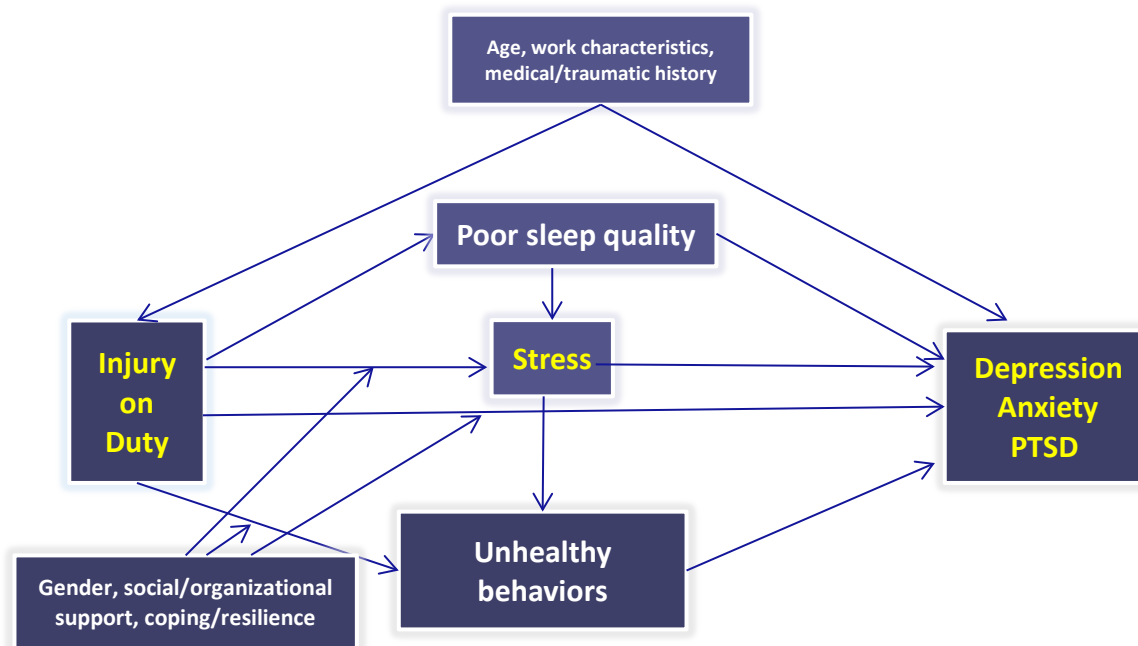 Age, work characteristics,
medical/traumatic history
Poor sleep quality
Injury
on
Duty
Stress
Depression
Anxiety
PTSD
Unhealthy
behaviors
Gender, social/organizational
support, coping/resilience